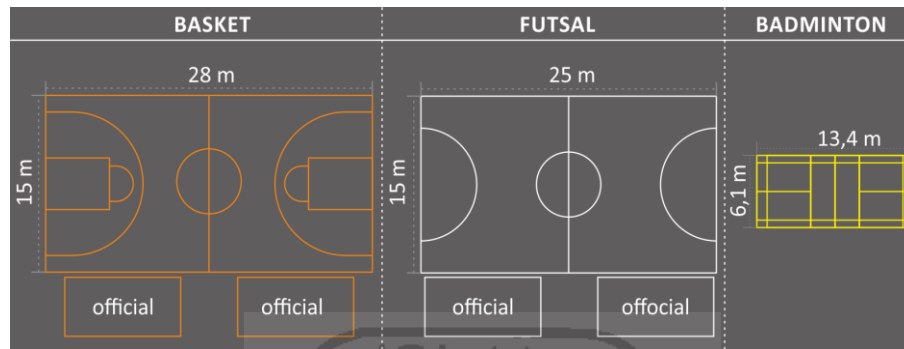 BASKET
FUTSAL
BADMINTON
28 m
25 m
13,4 m
15 m
15 m
6,1 m
official
official
official
offocial